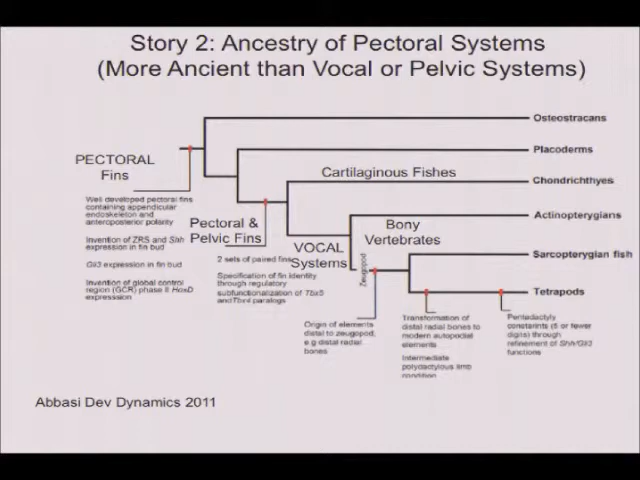 Story 2: Ancestry of Pectoral Systems
(More Ancient than Vocal or Pelvic Systems)
Osteostracans
Placoderms
PECTORAL
Fins
Cartilaginous Fishes
Chondrichthyes
Well developed pectoral fins
containing appendicular
endoskeleton and
anteroposterior polarity
Invention of ZRS and Shh
expression in fin bud
Gli3 expression in fin bud
Invention of global control
region (GCR) phase II HoxD
expresssion
Pectoral &
Pelvic Fins
2 sets of paired fins
Specification of fin identity
through regulatory
subfunctionalization of Tbx5
and Tbx4 paralogs
Actinopterygians
Bony
Vertebrates
VOCAL
Systems
Zeugopod
Sarcopterygian fish
Tetrapods
Origin of elements
distal to zeugopod,
e.g distal radial
bones
Transformation of
distal radial bones to
modern autopodial
elements
Intermediate
polydactylous limb
condition
Pentadactyly
constraints (5 or fewer
digits) through
refinement of Shh/Gli3
functions
Abbasi Dev Dynamics 2011